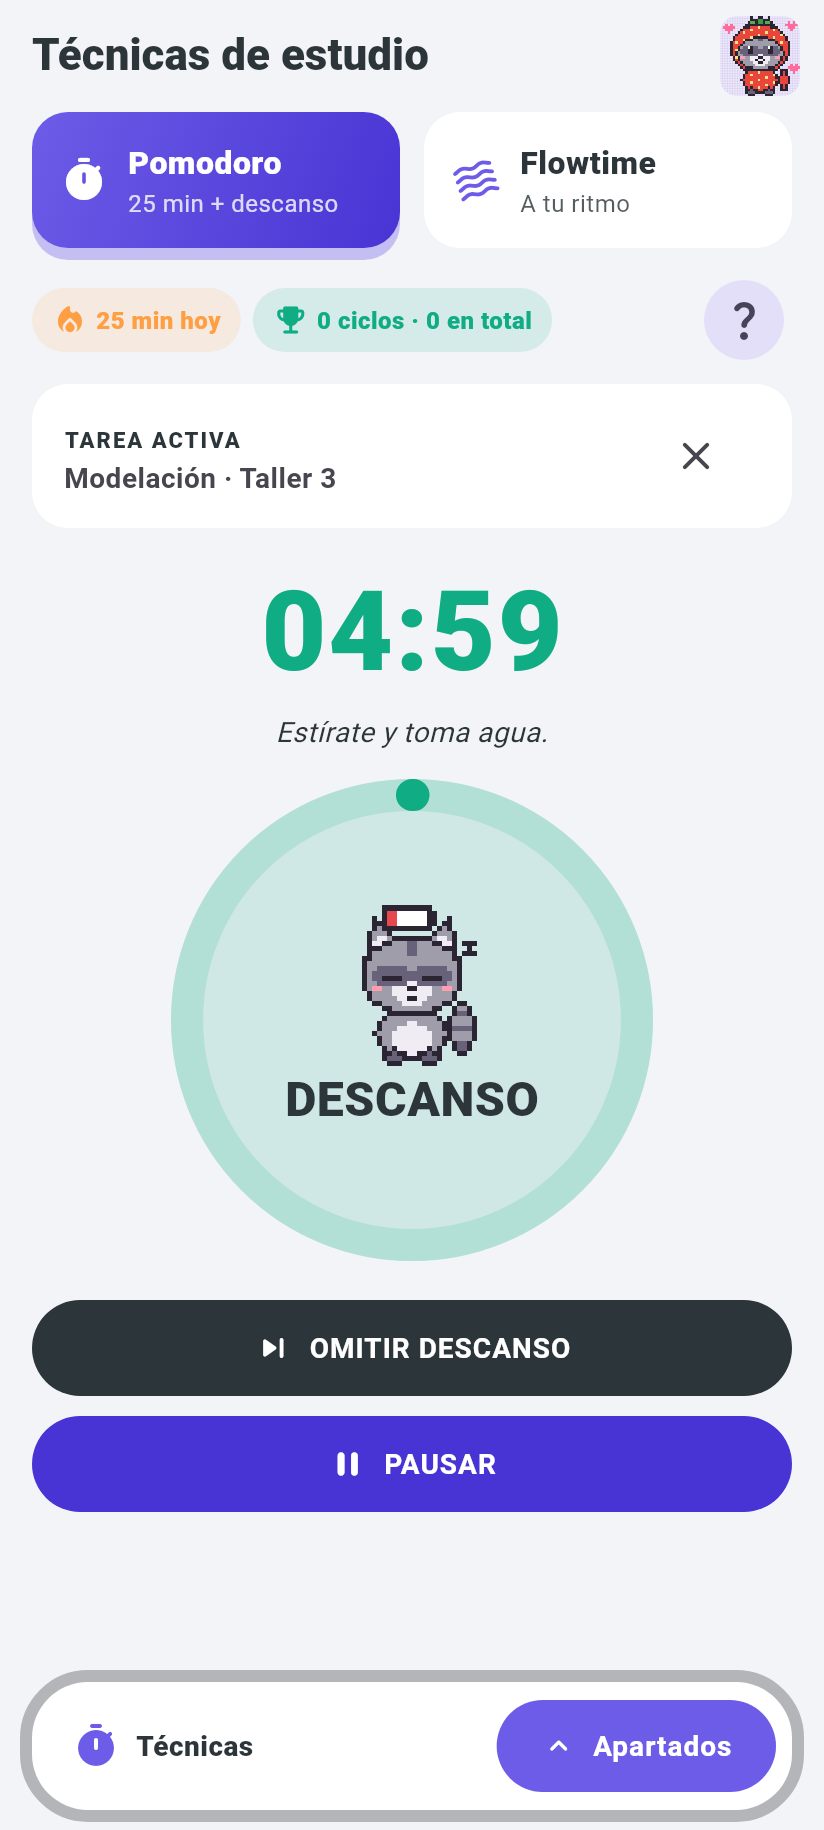 Técnicas de estudio
Pomodoro
25 min + descanso
Flowtime
A tu ritmo
25 min hoy
0 ciclos · 0 en total
?
TAREA ACTIVA
Modelación · Taller 3
04:59
Estírate y toma agua.
DESCANSO
OMITIR DESCANSO
PAUSAR
Técnicas
Apartados